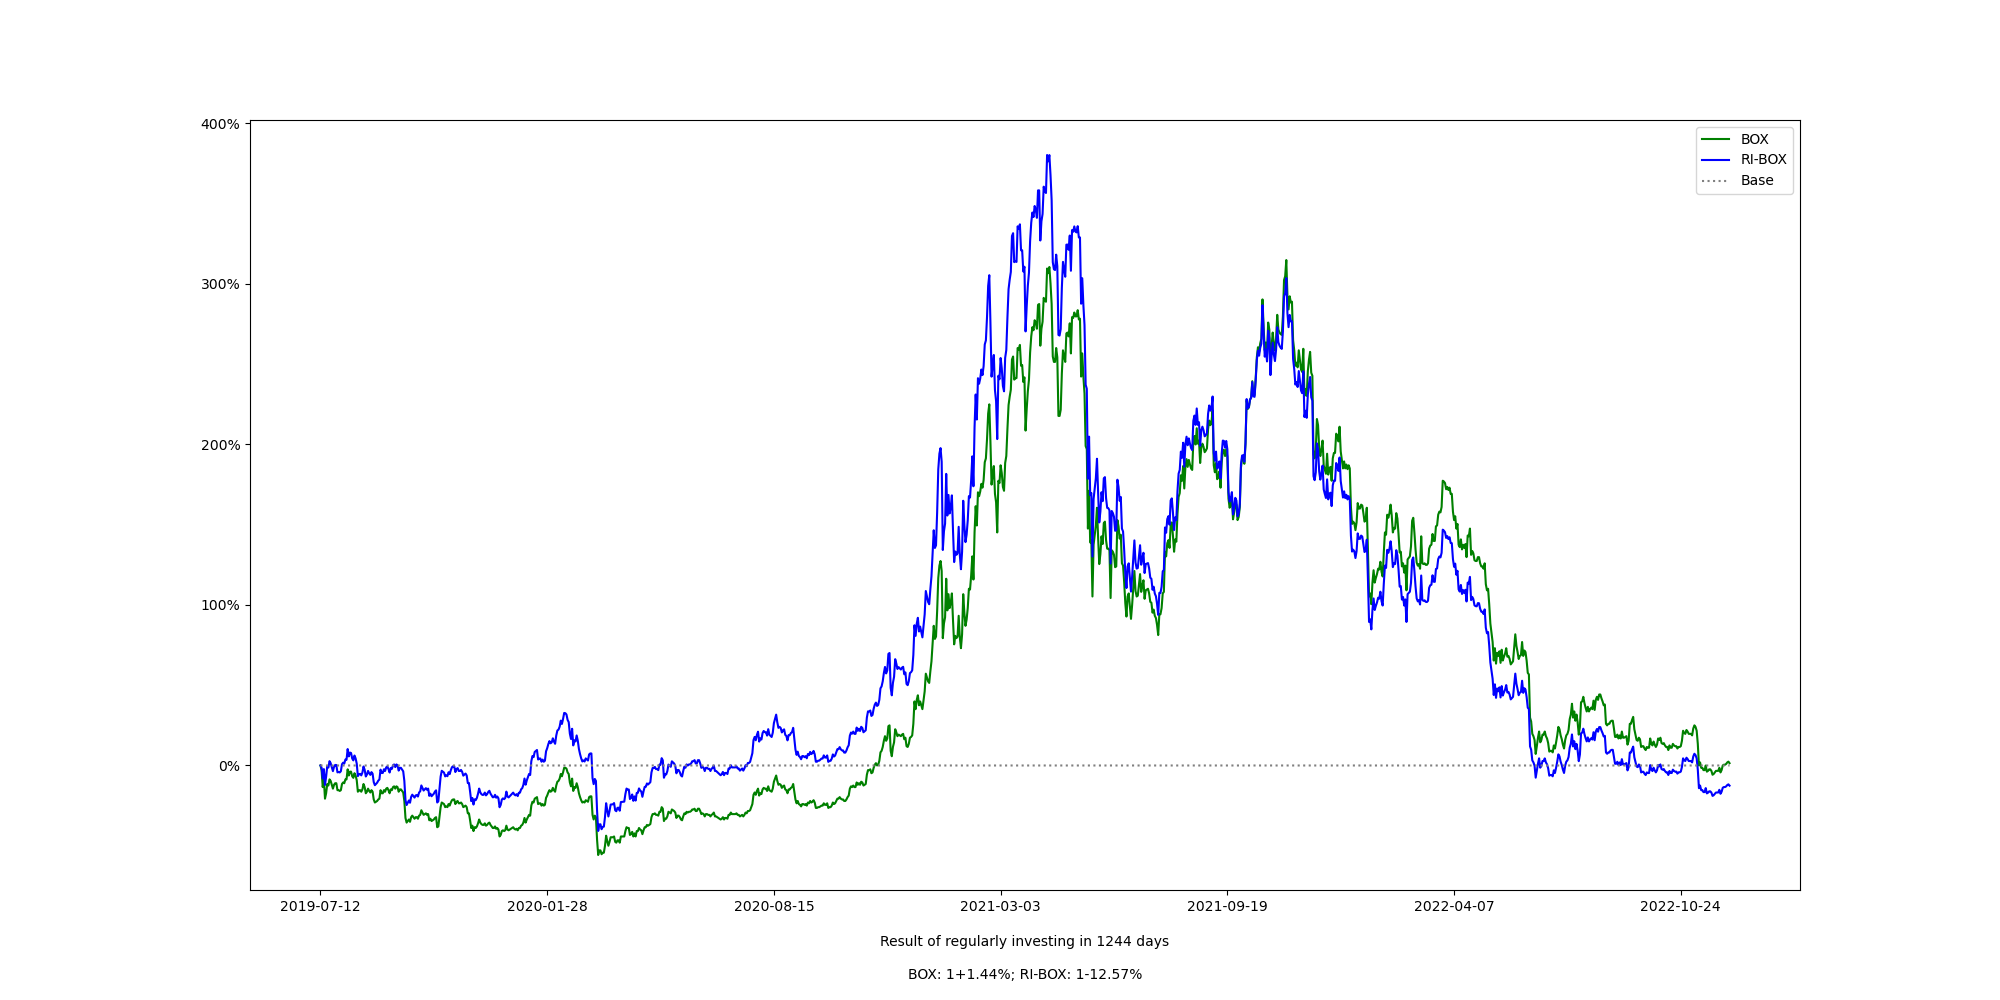 400%
300%
200%
100%
0%
BOX
RI-BOX
Base
2019-07-12 2020-01-28 2020-08-15 2021-03-03 2021-09-19 2022-04-07 2022-10-24
Result of regularly investing in 1244 days
BOX: 1+1.44%; RI-BOX: 1-12.57%